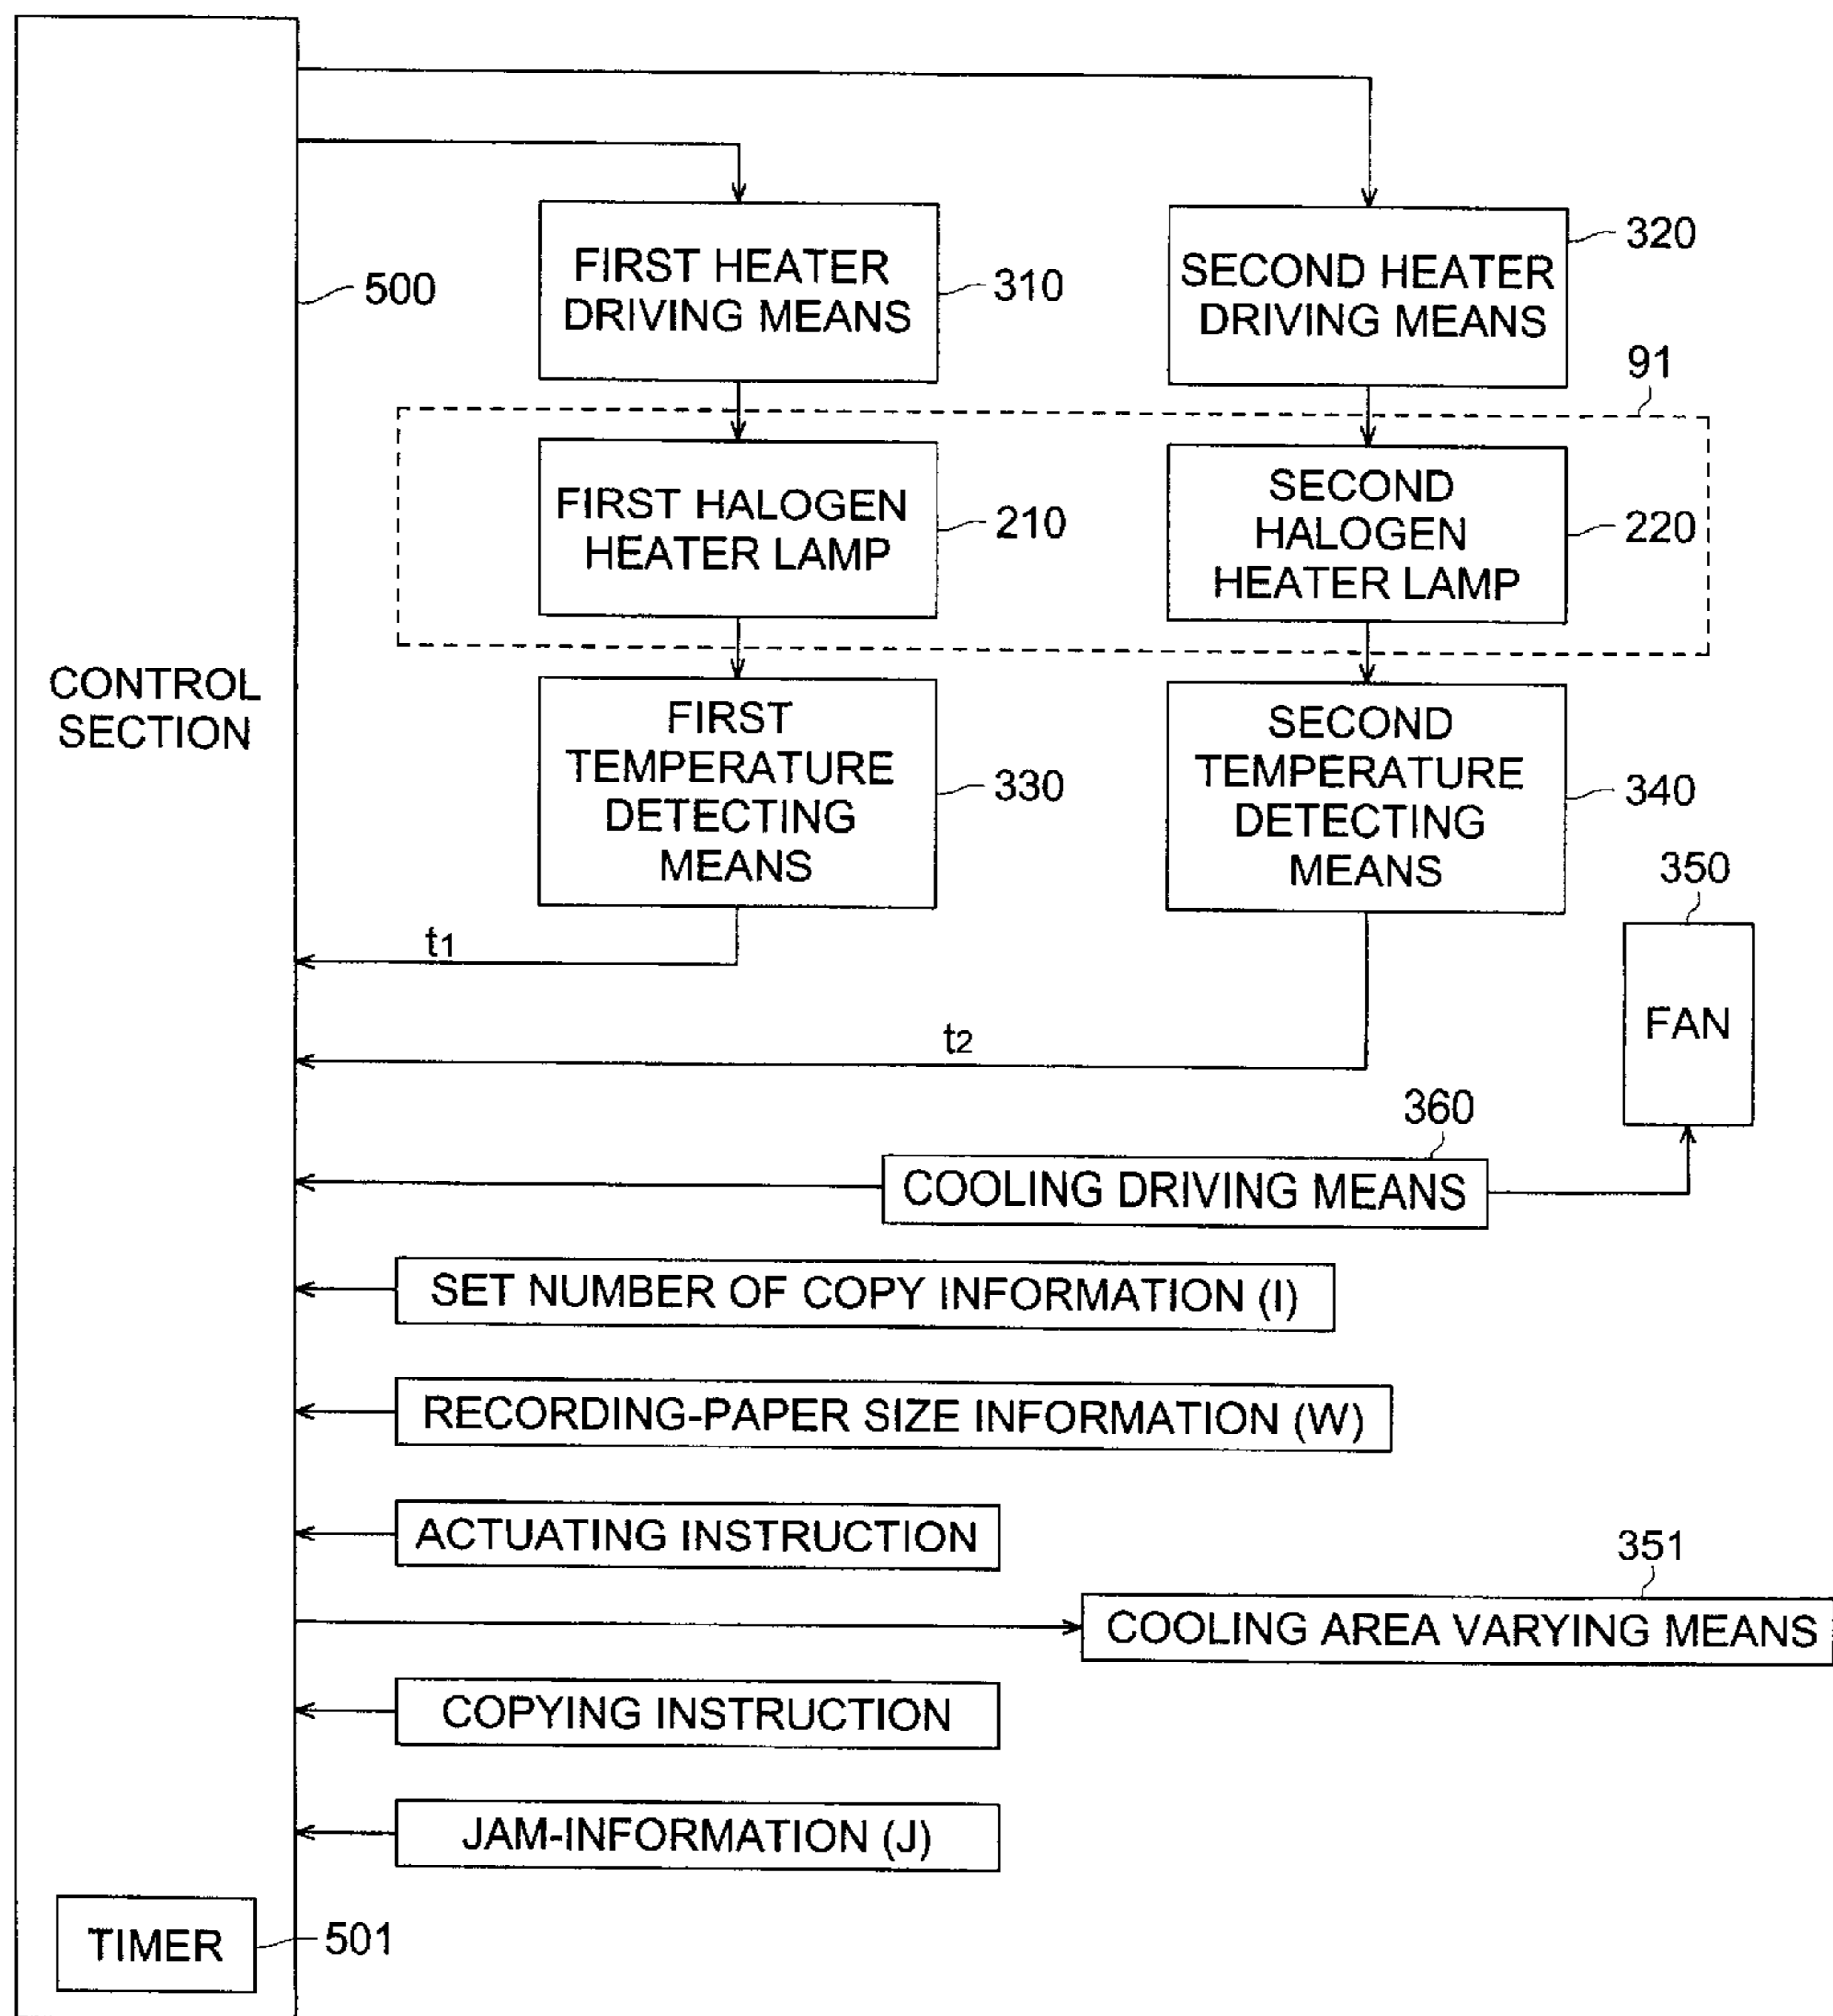 500
CONTROL
SECTION
FIRST HEATER
DRIVING MEANS
310
SECOND HEATER
DRIVING MEANS
320
91
FIRST HALOGEN
HEATER LAMP
210
SECOND
HALOGEN
HEATER LAMP
220
FIRST
TEMPERATURE
DETECTING
MEANS
330
SECOND
TEMPERATURE
DETECTING
MEANS
340
350
FAN
t1
t2
360
COOLING DRIVING MEANS
SET NUMBER OF COPY INFORMATION (I)
RECORDING-PAPER SIZE INFORMATION (W)
ACTUATING INSTRUCTION
351
COOLING AREA VARYING MEANS
COPYING INSTRUCTION
JAM-INFORMATION (J)
TIMER
501